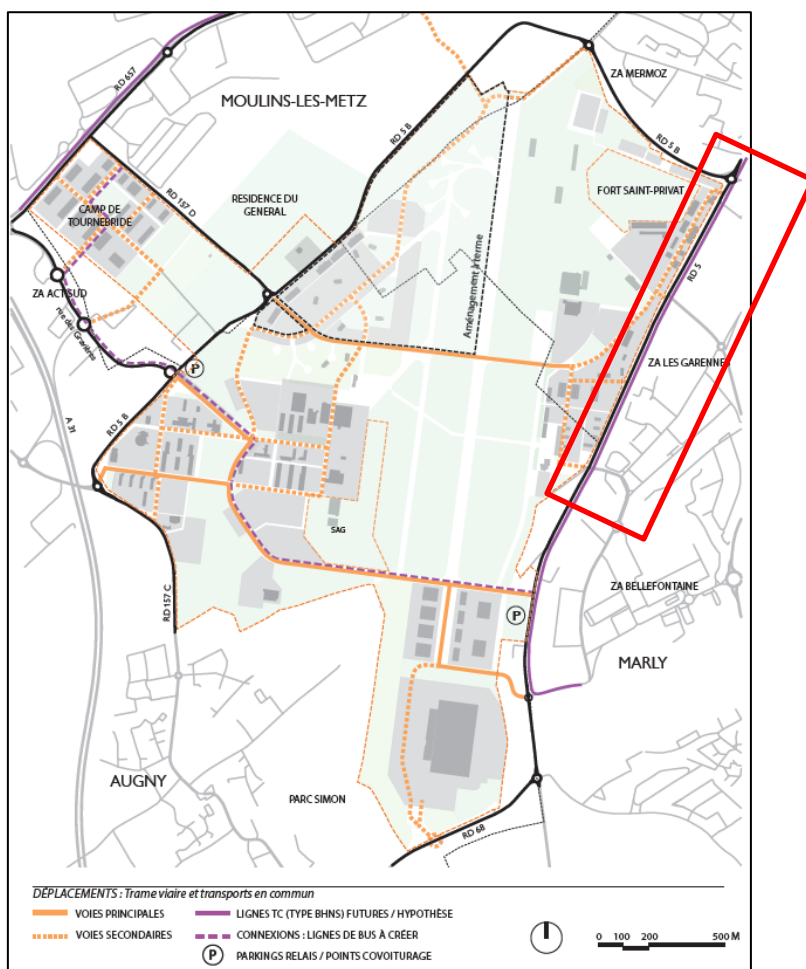 ZA MERMOZ
RD 657
MOULINS-LES-METZ
RD 5 B
RD 5 B
FORT SAINT-PRIVAT
RD 157 D
RESIDENCE DU
GENERAL
CAMP DE
TOURNEBRIDE
Aménagement à terme
RD 5
ZA ACTISUD
rue des Gravières
ZA LES GARENNES
P
A 31
RD 5 B
SAG
ZA BELLEFONTAINE
RD 157 C
P
MARLY
AUGNY
PARC SIMON
RD 68
DÉPLACEMENTS : Trame viaire et transports en commun
VOIES PRINCIPALES
LIGNES TC (TYPE BHNS) FUTURES / HYPOTHÈSE
VOIES SECONDAIRES
CONNEXIONS : LIGNES DE BUS À CRÉER
P PARKINGS RELAIS / POINTS COVOITURAGE
0 100 200 500 M